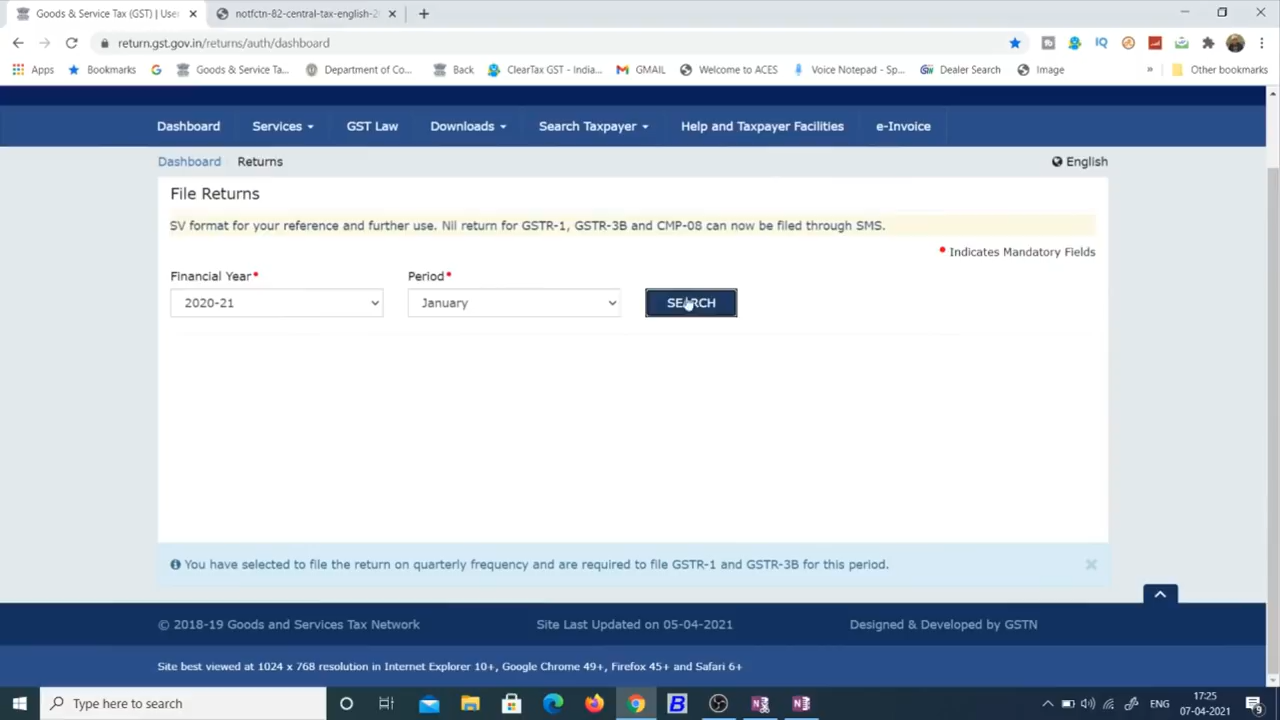 Goods & Service Tax (GST) | User
notfctn-82-central-tax-english-2
return.gst.gov.in/returns/auth/dashboard
Apps
Bookmarks
Goods & Service Ta...
Department of Co...
Back
ClearTax GST - India...
GMAIL
Welcome to ACES
Voice Notepad - Sp...
Dealer Search
Image
»
Other bookmarks
Dashboard
Services
GST Law
Downloads
Search Taxpayer
Help and Taxpayer Facilities
e-Invoice
Dashboard
Returns
English
File Returns
SV format for your reference and further use. Nil return for GSTR-1, GSTR-3B and CMP-08 can now be filed through SMS.
• Indicates Mandatory Fields
Financial Year•
Period•
2020-21
January
SEARCH
You have selected to file the return on quarterly frequency and are required to file GSTR-1 and GSTR-3B for this period.
© 2018-19 Goods and Services Tax Network
Site Last Updated on 05-04-2021
Designed & Developed by GSTN
Site best viewed at 1024 x 768 resolution in Internet Explorer 10+, Google Chrome 49+, Firefox 45+ and Safari 6+
Type here to search
ENG
17:25
07-04-2021